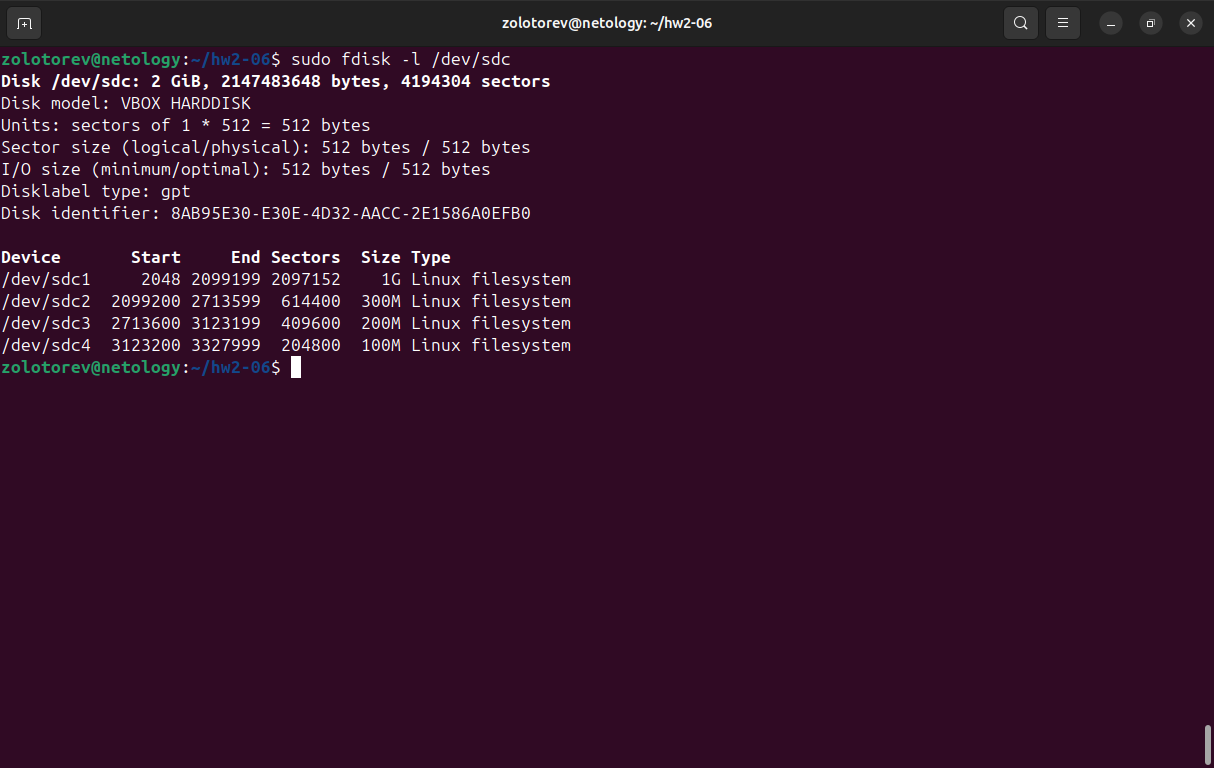 zolotorev@netology: ~/hw2-06
zolotorev@netology:~/hw2-06$ sudo fdisk -l /dev/sdc
Disk /dev/sdc: 2 GiB, 2147483648 bytes, 4194304 sectors
Disk model: VBOX HARDDISK
Units: sectors of 1 * 512 = 512 bytes
Sector size (logical/physical): 512 bytes / 512 bytes
I/O size (minimum/optimal): 512 bytes / 512 bytes
Disklabel type: gpt
Disk identifier: 8AB95E30-E30E-4D32-AACC-2E1586A0EFB0
Device       Start     End Sectors  Size Type
/dev/sdc1     2048 2099199 2097152    1G Linux filesystem
/dev/sdc2  2099200 2713599  614400  300M Linux filesystem
/dev/sdc3  2713600 3123199  409600  200M Linux filesystem
/dev/sdc4  3123200 3327999  204800  100M Linux filesystem
zolotorev@netology:~/hw2-06$